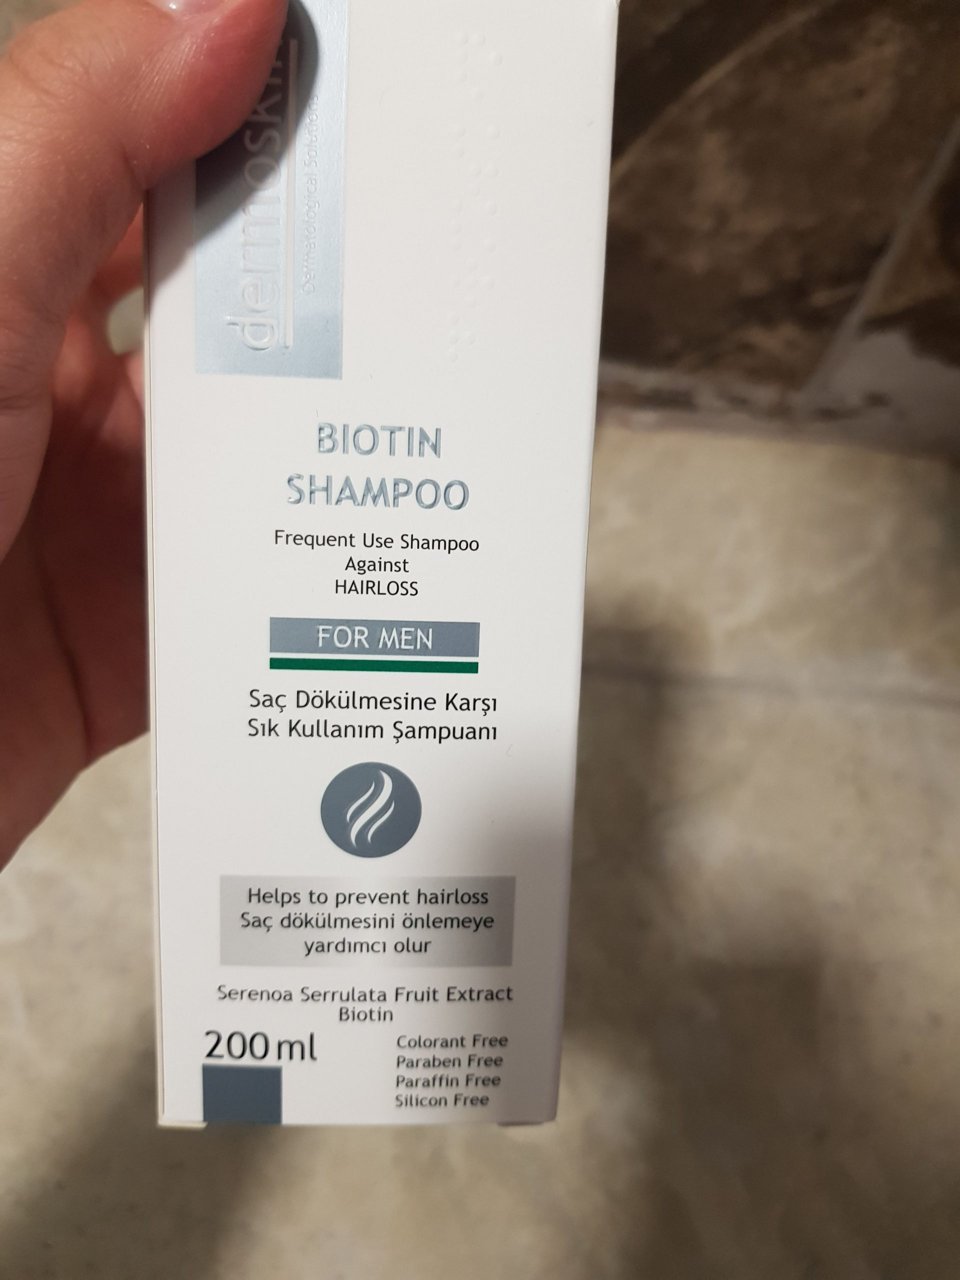 Dermatological Solutions
BIOTIN
SHAMPOO
Frequent Use Shampoo
Against
HAIRLOSS
FOR MEN
Saç Dökülmesine Karşı
Sık Kullanım Şampuanı
Helps to prevent hairloss
Saç dökülmesini önlemeye
yardımcı olur
Serenoa Serrulata Fruit Extract
Biotin
200 ml
Colorant Free
Paraben Free
Paraffin Free
Silicon Free